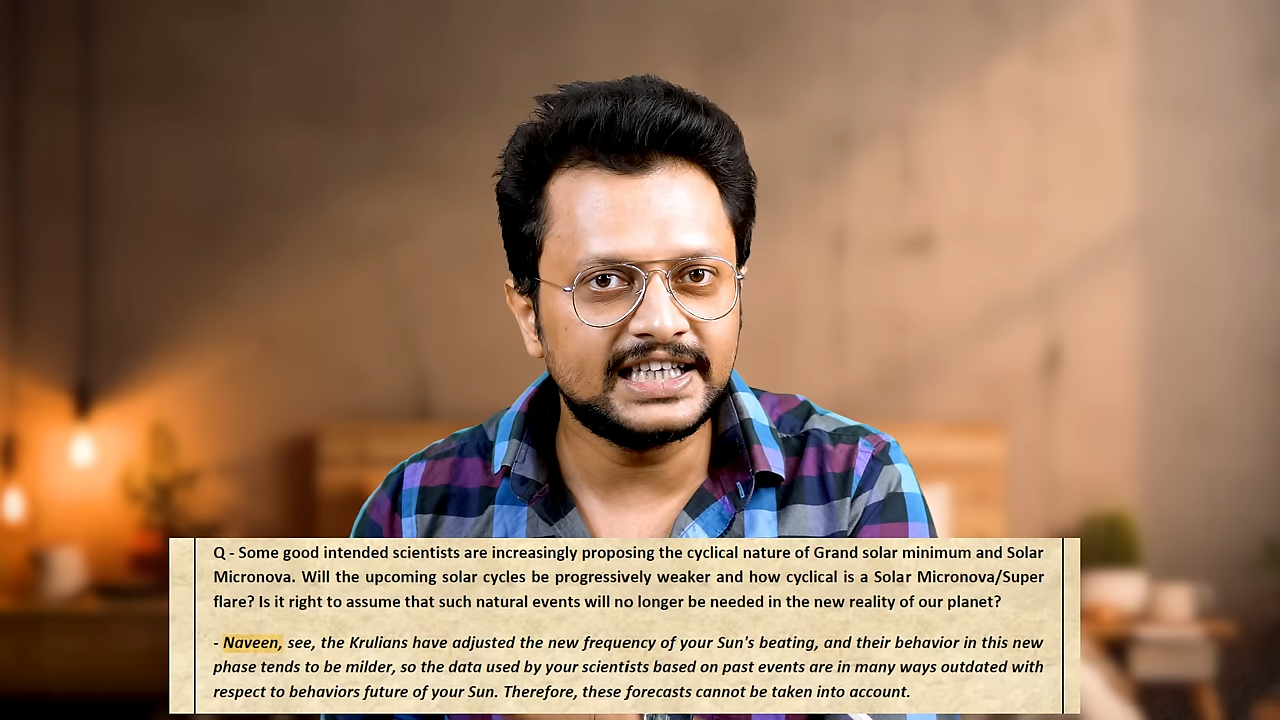 Q - Some good intended scientists are increasingly proposing the cyclical nature of Grand solar minimum and Solar
Micronova. Will the upcoming solar cycles be progressively weaker and how cyclical is a Solar Micronova/Super
flare? Is it right to assume that such natural events will no longer be needed in the new reality of our planet?
- Naveen, see, the Krulians have adjusted the new frequency of your Sun's beating, and their behavior in this new
phase tends to be milder, so the data used by your scientists based on past events are in many ways outdated with
respect to behaviors future of your Sun. Therefore, these forecasts cannot be taken into account.